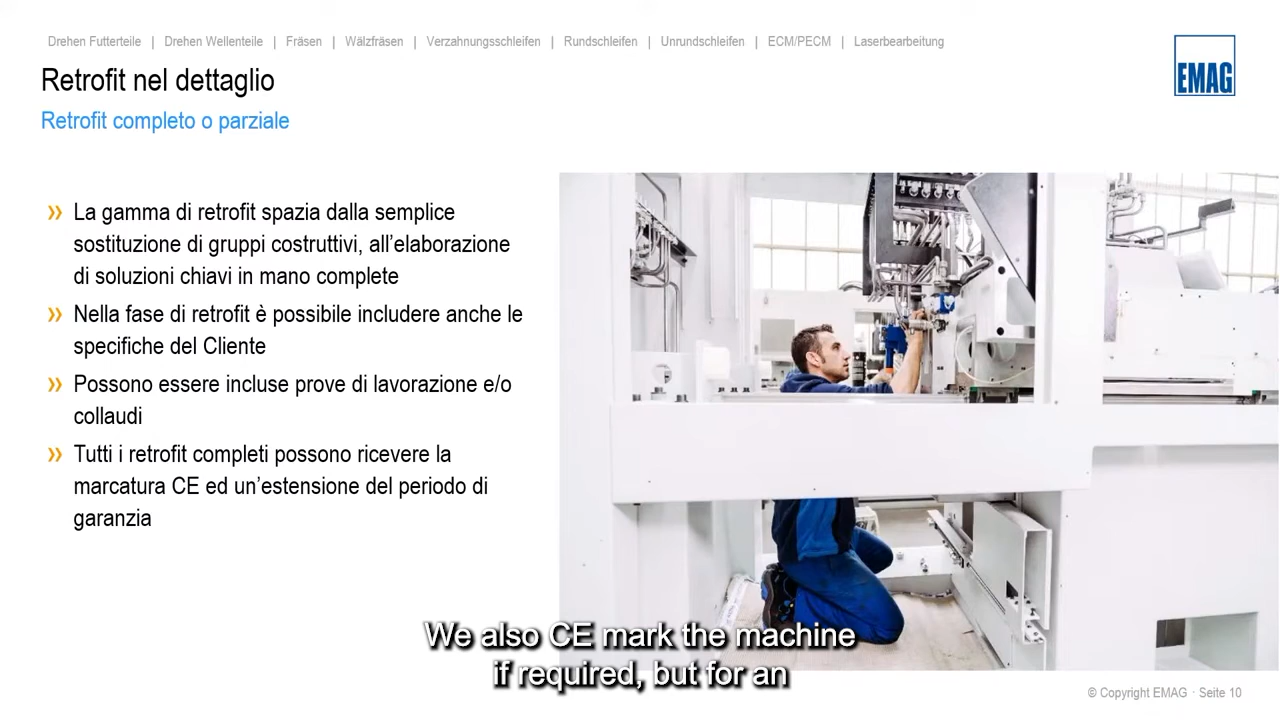 Drehen Futterteile | Drehen Wellenteile | Fräsen | Wälzfräsen | Verzahnungsschleifen | Rundschleifen | Unrundschleifen | ECM/PECM | Laserbearbeitung
EMAG
Retrofit nel dettaglio
Retrofit completo o parziale
La gamma di retrofit spazia dalla semplice
sostituzione di gruppi costruttivi, all'elaborazione
di soluzioni chiavi in mano complete
Nella fase di retrofit è possibile includere anche le
specifiche del Cliente
Possono essere incluse prove di lavorazione e/o
collaudi
Tutti i retrofit completi possono ricevere la
marcatura CE ed un'estensione del periodo di
garanzia
We also CE mark the machine
if required, but for an
© Copyright EMAG · Seite 10